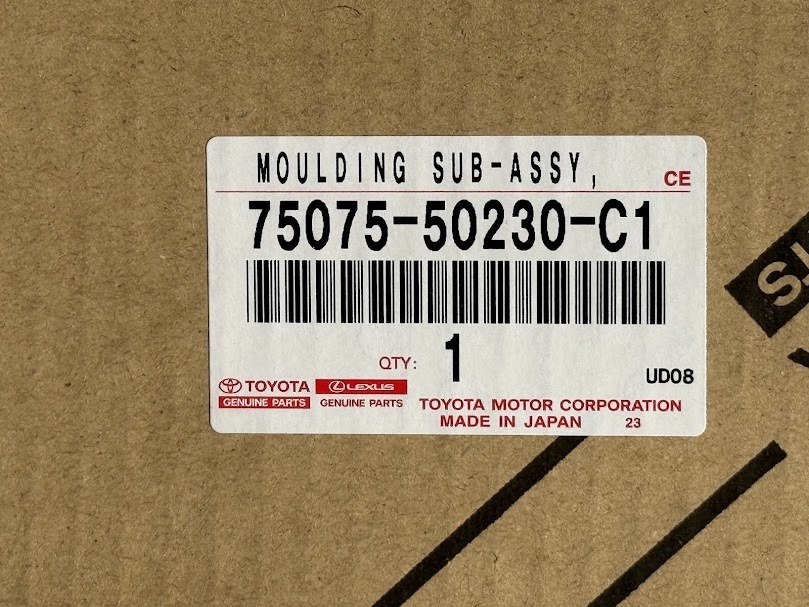 MOULDING SUB-ASSY,
CE
75075-50230-C1
QTY: 1
UD08
TOYOTA LEXUS
GENUINE PARTS GENUINE PARTS
TOYOTA MOTOR CORPORATION
MADE IN JAPAN 23
TS